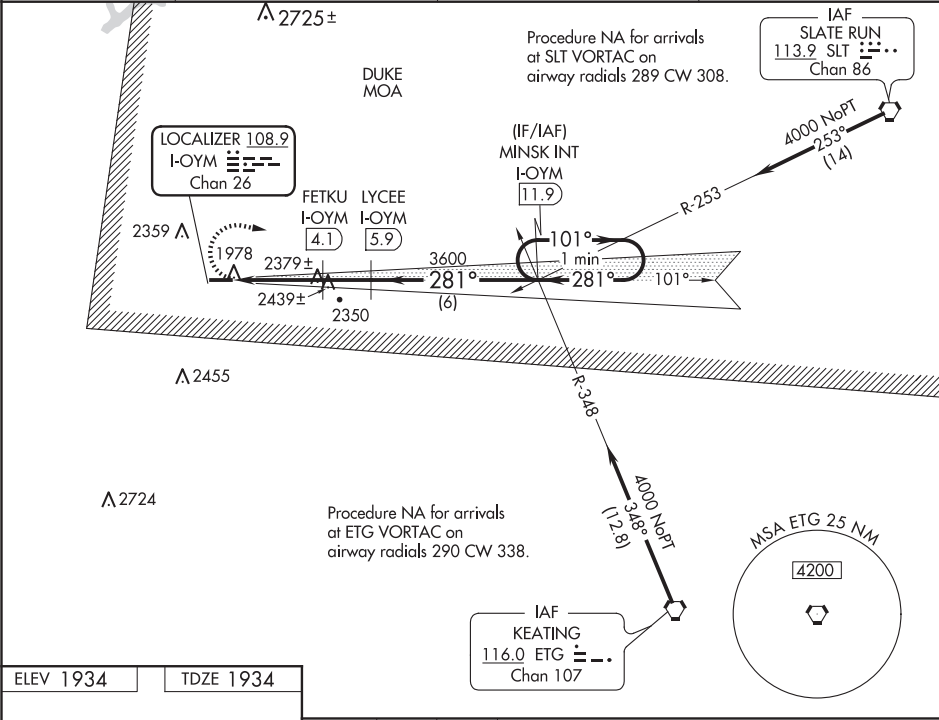 2725±
Procedure NA for arrivals
at SLT VORTAC on
airway radials 289 CW 308.
IAF
SLATE RUN
113.9 SLT
Chan 86
DUKE
MOA
4000 NoPT
253°
(14)
R-253
LOCALIZER 108.9
I-OYM
Chan 26
(IF/IAF)
MINSK INT
I-OYM
11.9
FETKU
I-OYM
4.1
LYCEE
I-OYM
5.9
2359
1978
2379±
2439±
2350
3600
281°
(6)
101°
1 min
281°
101°
2455
R-348
2724
4000 NoPT
348°
(12.8)
Procedure NA for arrivals
at ETG VORTAC on
airway radials 290 CW 338.
MSA ETG 25 NM
4200
IAF
KEATING
116.0 ETG
Chan 107
ELEV 1934
TDZE 1934